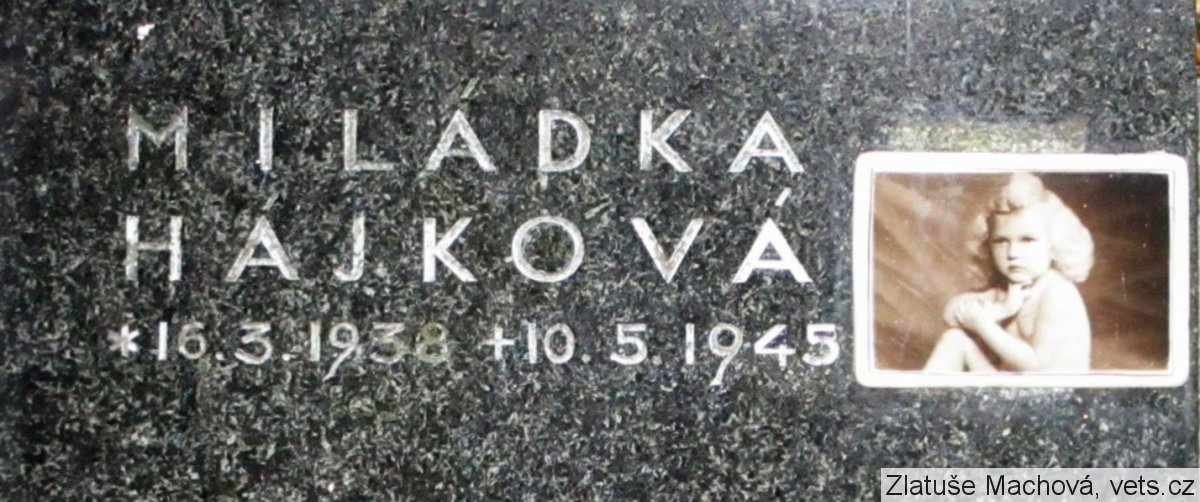 MILÁDKA
HÁJKOVÁ
*16.3.1938 +10.5.1945
Zlatuše Machová, vets.cz